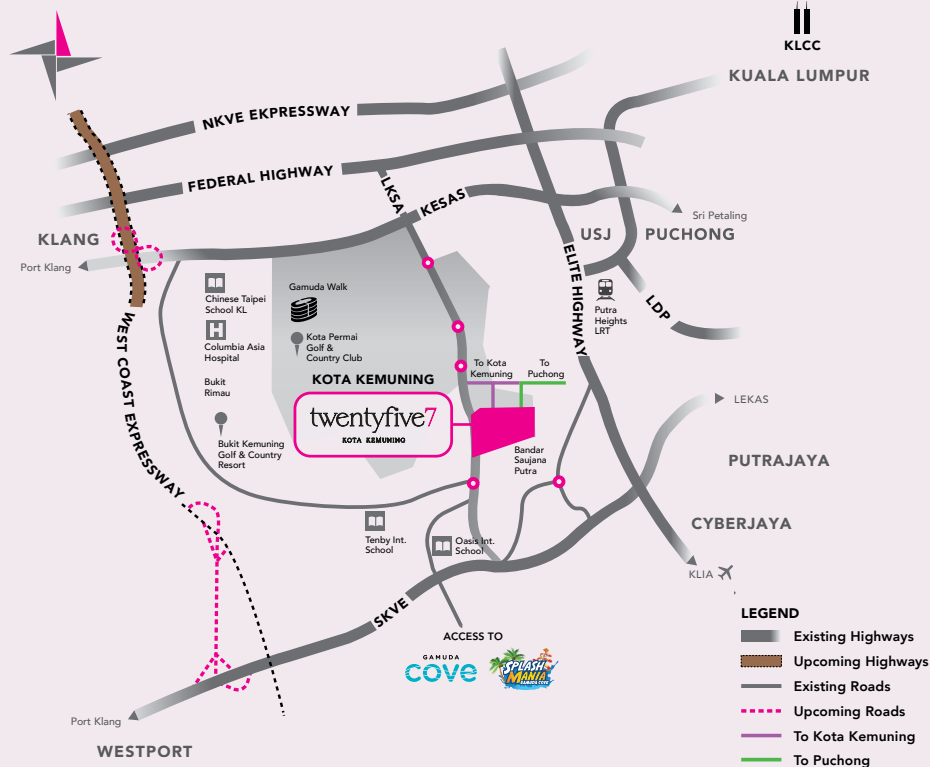 KLCC
KUALA LUMPUR
NKVE EKPRESSWAY
FEDERAL HIGHWAY
LKSA
KESAS
Sri Petaling
KLANG
USJ
PUCHONG
Port Klang
ELITE HIGHWAY
Chinese Taipei
School KL
Gamuda Walk
Putra
Heights
LRT
LDP
Columbia Asia
Hospital
Kota Permai
Golf &
Country Club
WEST COAST EXPRESSWAY
Bukit
Rimau
KOTA KEMUNING
To Kota
Kemuning
To
Puchong
twentyfive7
KOTA KEMUNING
LEKAS
Bukit Kemuning
Golf & Country
Resort
Bandar
Saujana
Putra
PUTRAJAYA
CYBERJAYA
Tenby Int.
School
Oasis Int.
School
KLIA
SKVE
ACCESS TO
GAMUDA
cove
SPLASH
MANIA
GAMUDA COVE
Port Klang
WESTPORT
LEGEND
Existing Highways
Upcoming Highways
Existing Roads
Upcoming Roads
To Kota Kemuning
To Puchong